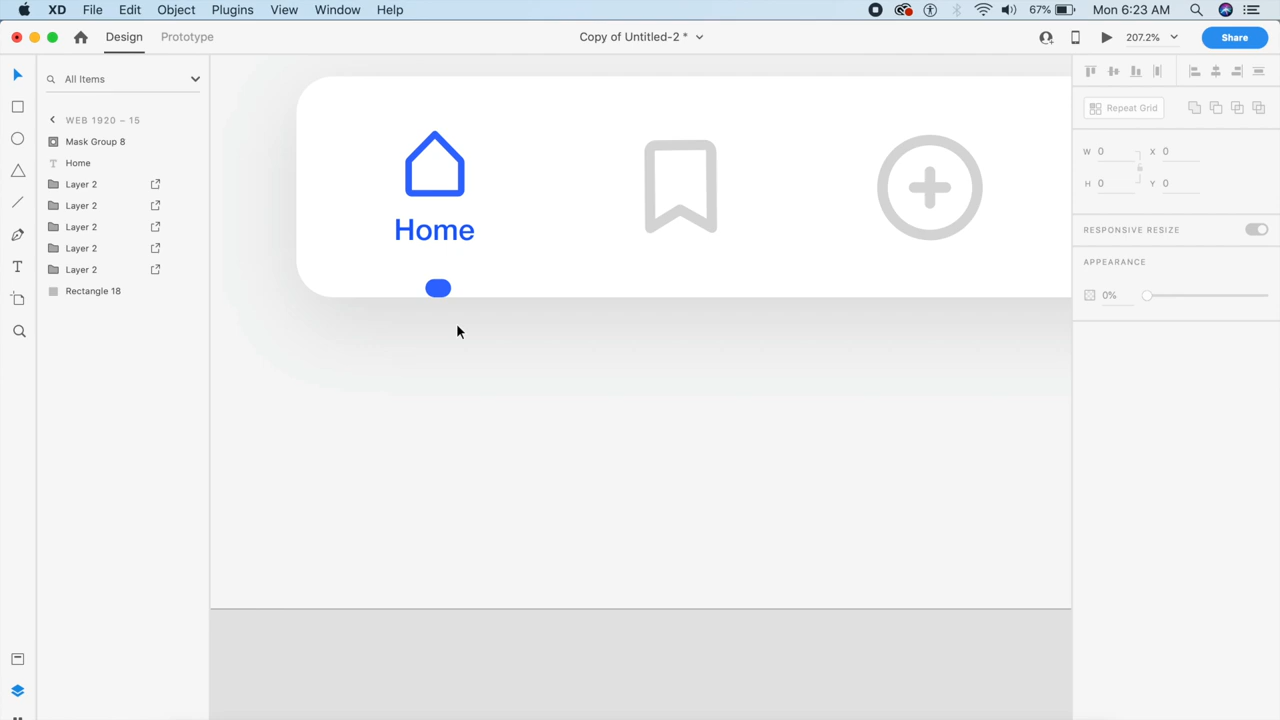 XD File Edit Object Plugins View Window Help 67% Mon 6:23 AM
Design Prototype Copy of Untitled-2 * 207.2% Share
All Items
WEB 1920 – 15
Mask Group 8
Home
Layer 2
Layer 2
Layer 2
Layer 2
Layer 2
Rectangle 18
Home
Repeat Grid
W 0 X 0
H 0 Y 0
RESPONSIVE RESIZE
APPEARANCE
0%